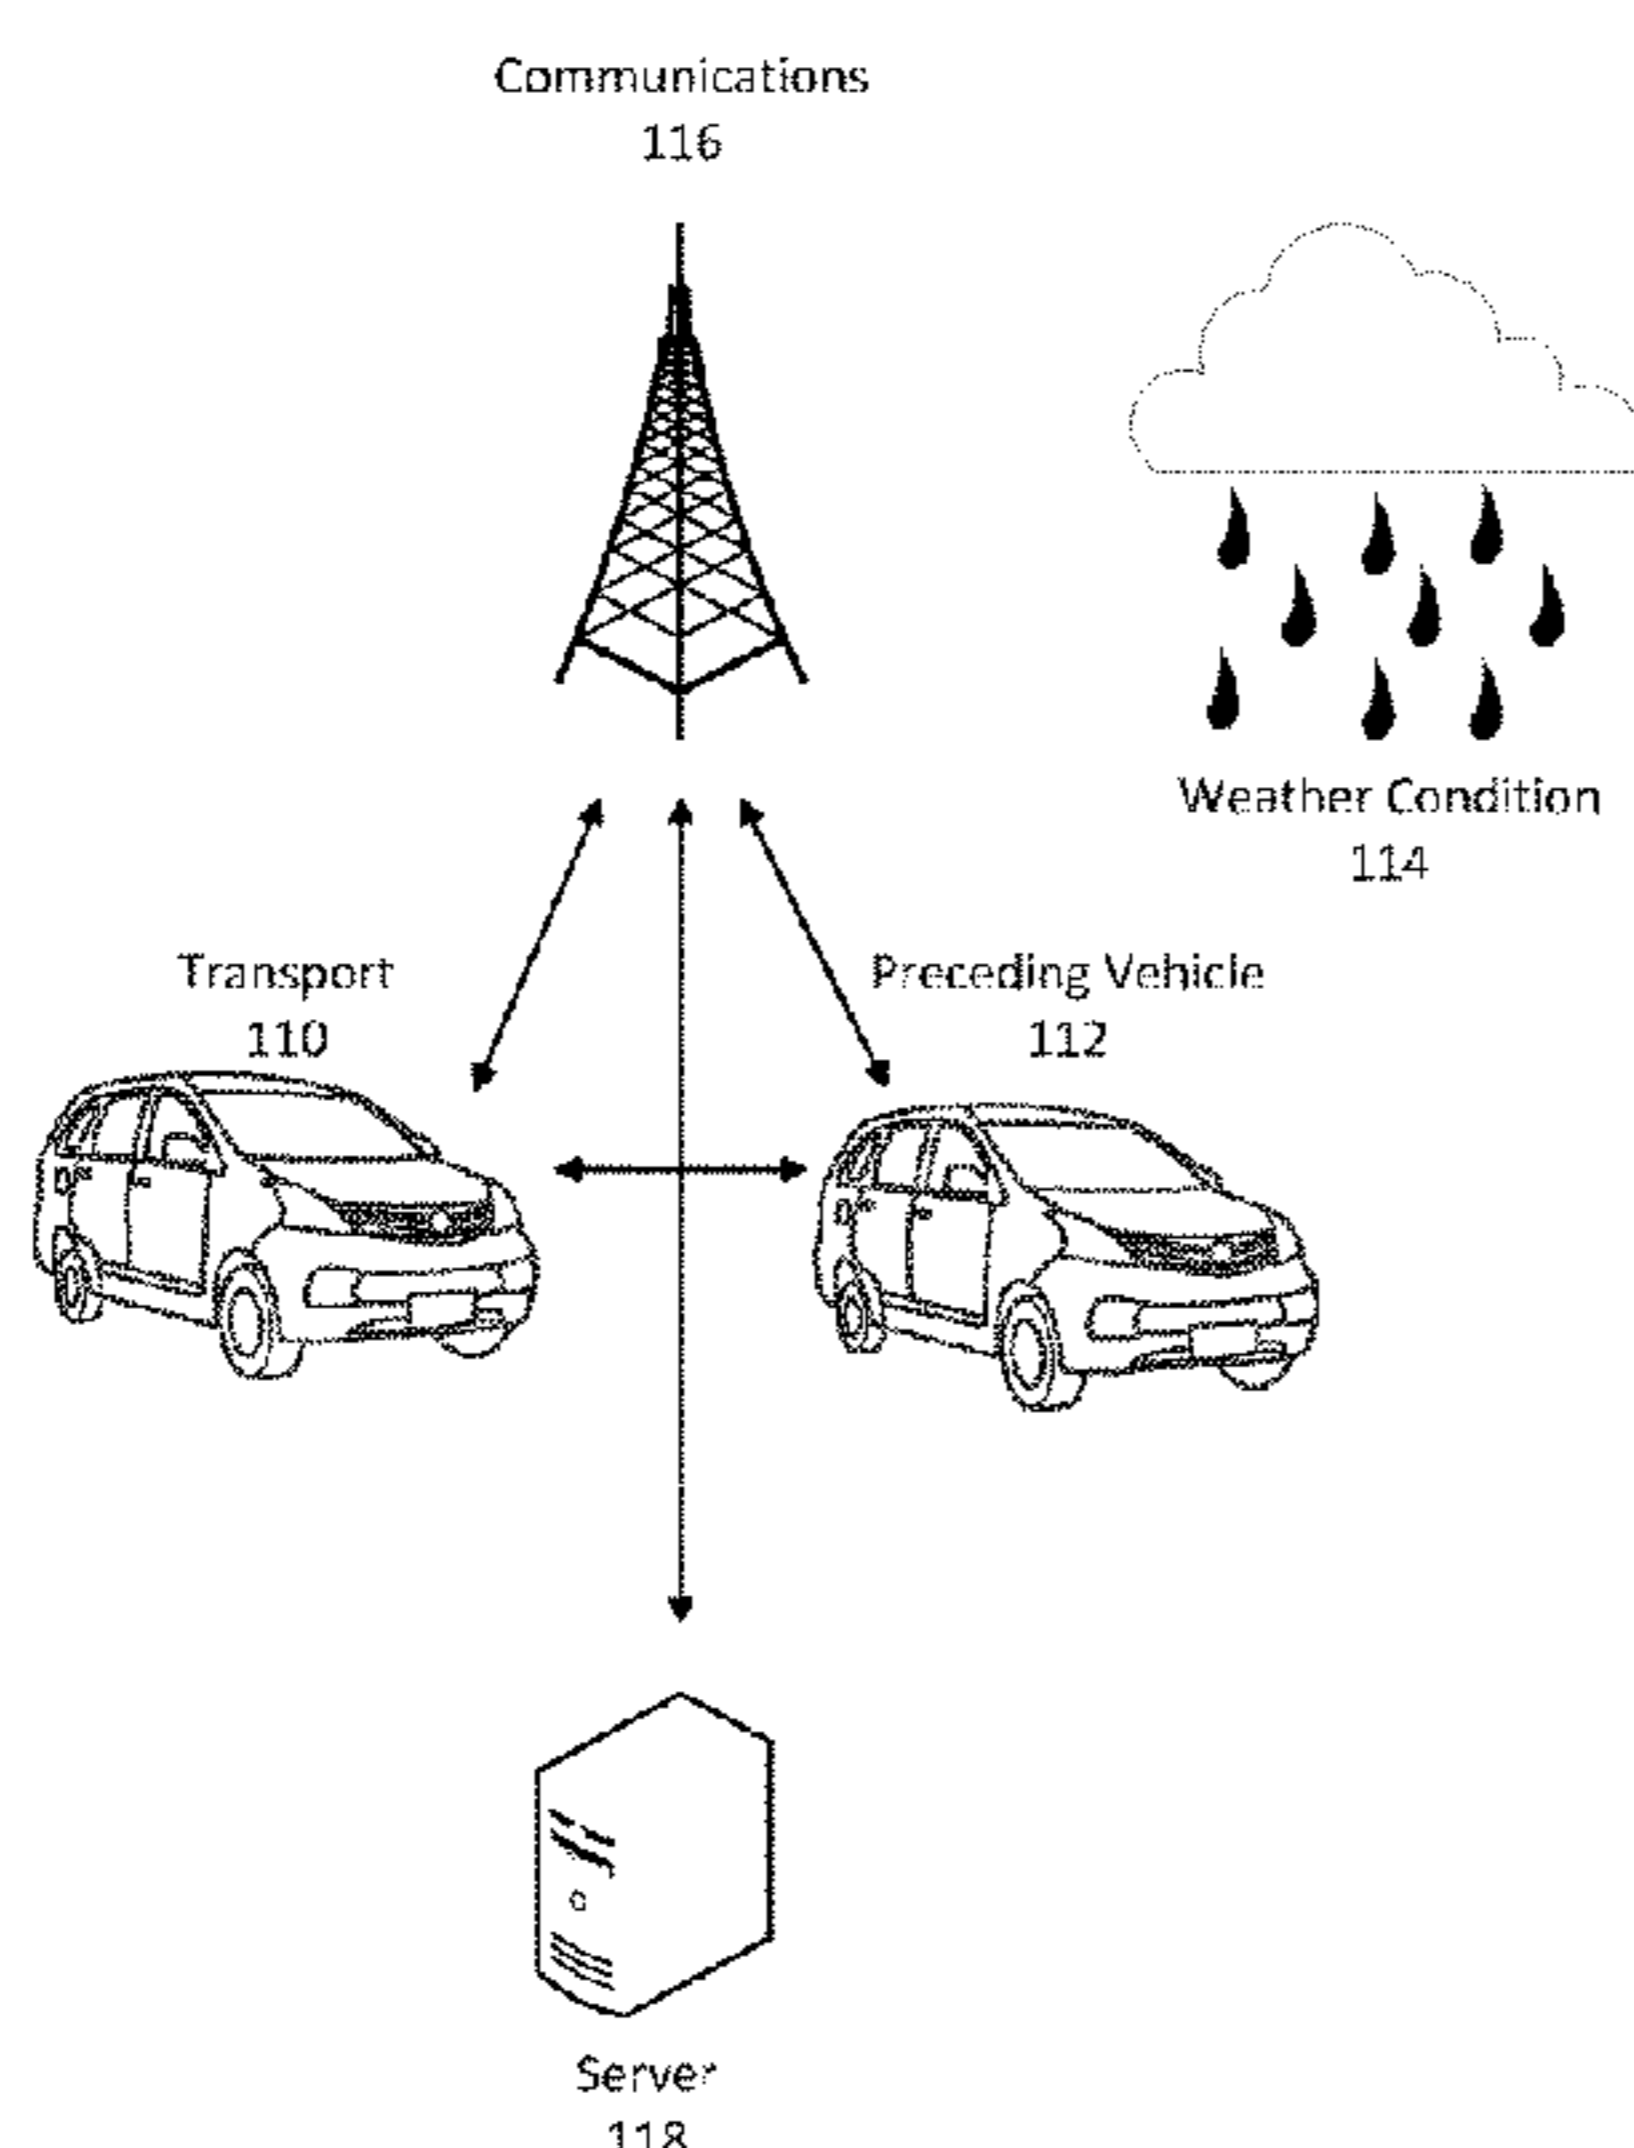 Communications
116
Weather Condition
114
Transport
110
Preceding Vehicle
112
Server
118